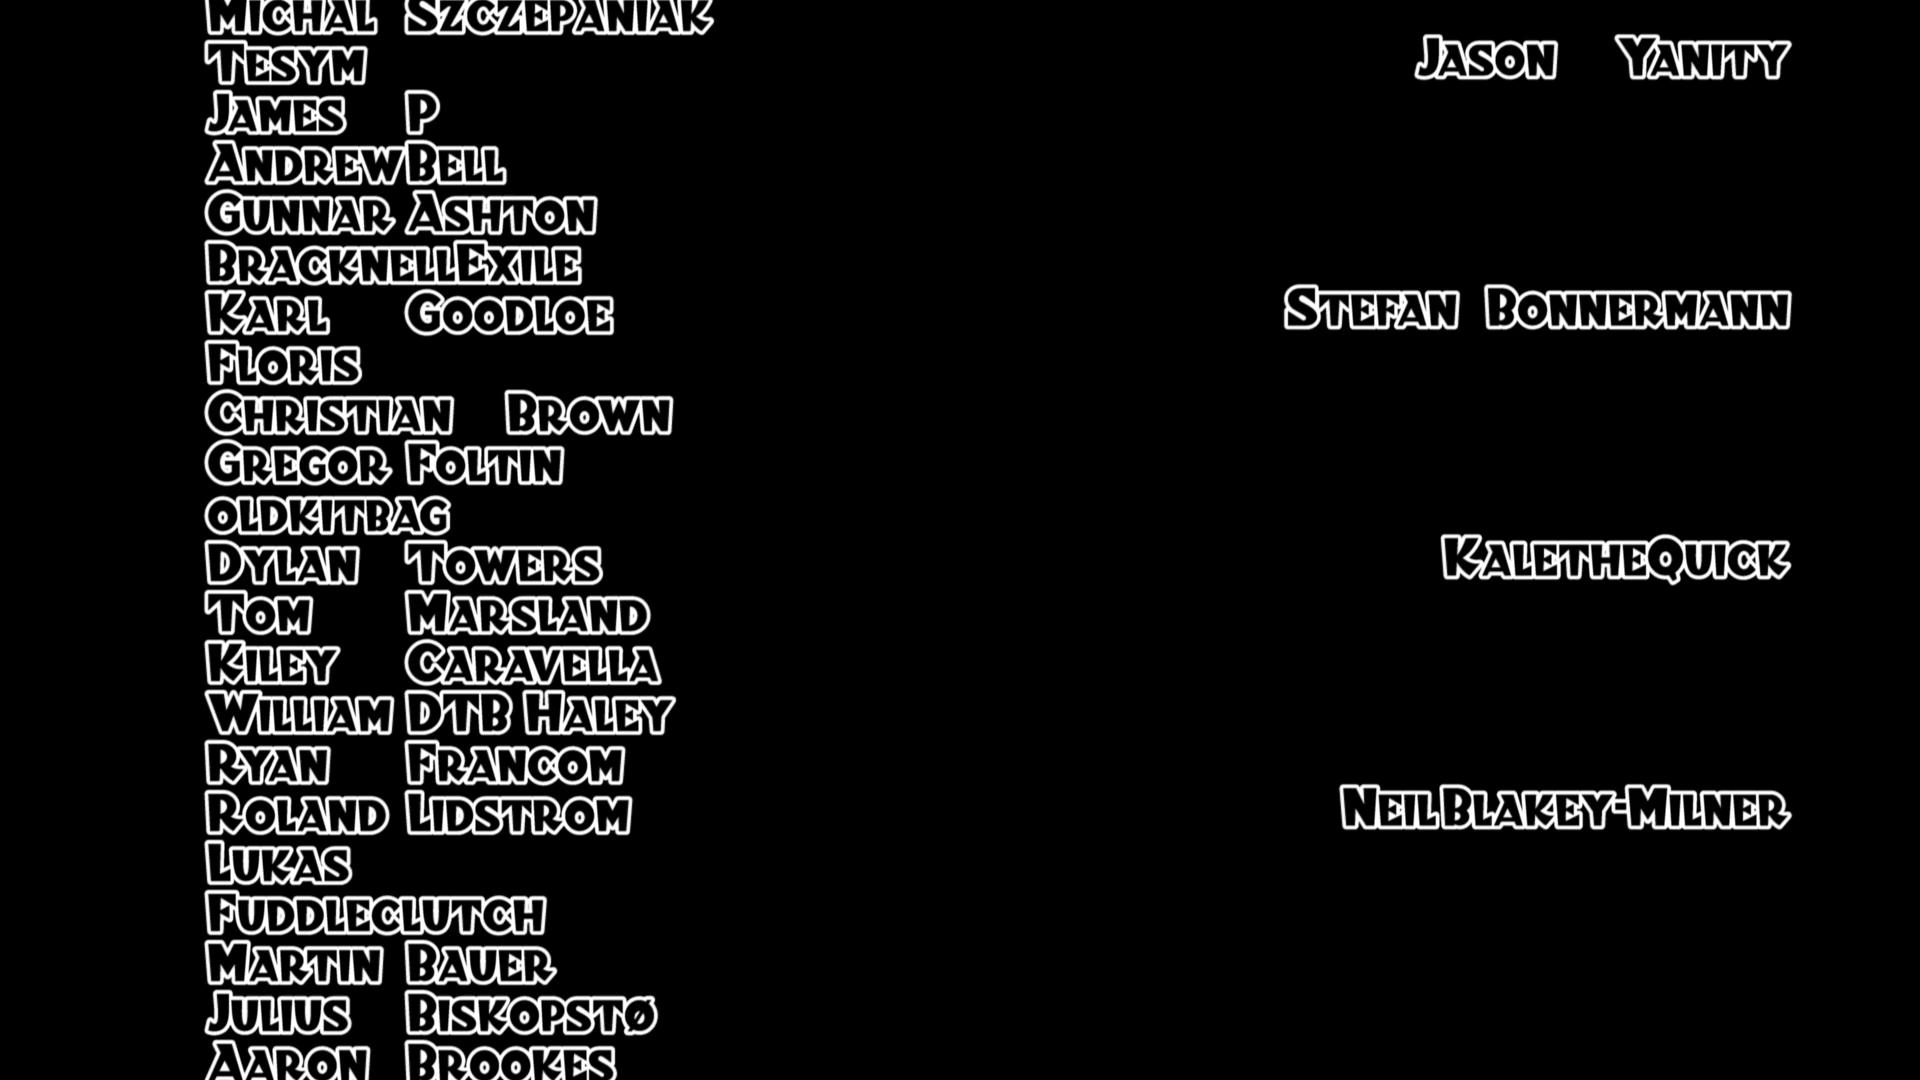 Michal Szczepaniak
Tesym
James P
AndrewBell
Gunnar Ashton
BracknellExile
Karl Goodloe
Floris
Christian Brown
Gregor Foltin
oldkitbag
Dylan Towers
Tom Marsland
Kiley Caravella
William DTB Haley
Ryan Francom
Roland Lidstrom
Lukas
Fuddleclutch
Martin Bauer
Julius Biskopstø
Aaron Brookes
Jason Yanity
Stefan Bonnermann
KaletheQuick
NeilBlakey-Milner